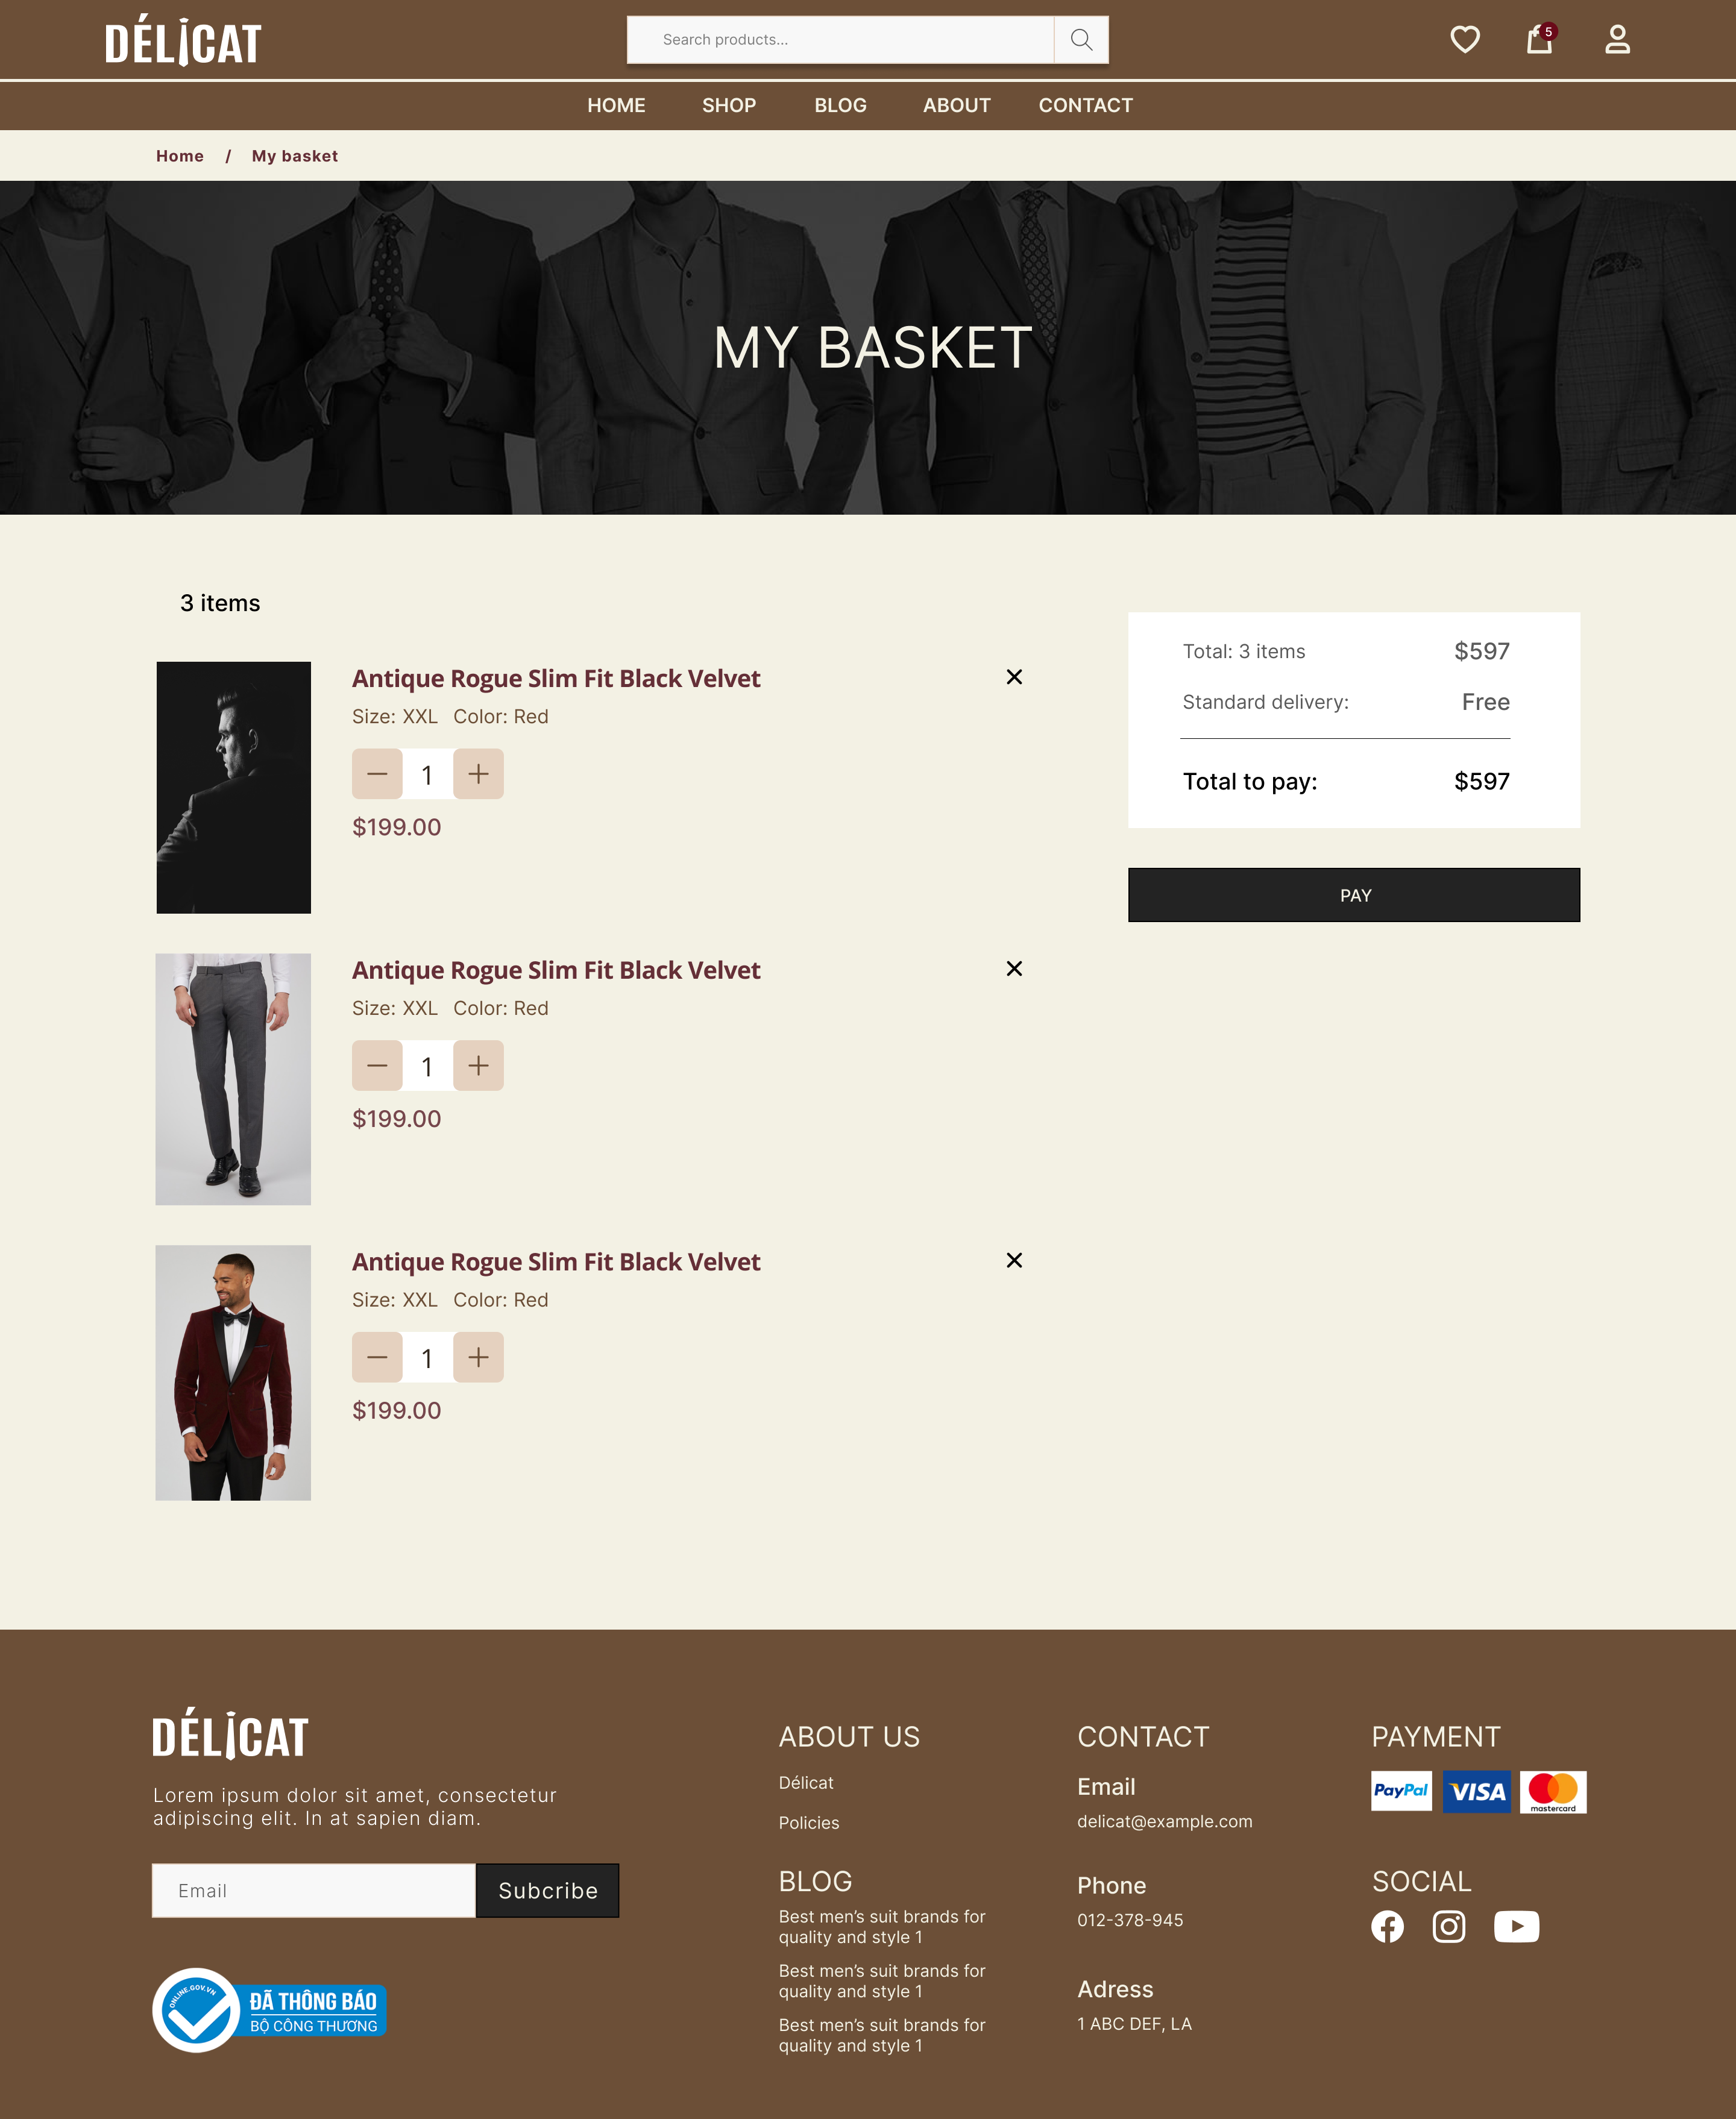 DÉLiCAT
Search products...
5
HOME SHOP BLOG ABOUT CONTACT
Home / My basket
MY BASKET
3 items
Antique Rogue Slim Fit Black Velvet
Size: XXL Color: Red
1
$199.00
Antique Rogue Slim Fit Black Velvet
Size: XXL Color: Red
1
$199.00
Antique Rogue Slim Fit Black Velvet
Size: XXL Color: Red
1
$199.00
Total: 3 items $597
Standard delivery: Free
Total to pay: $597
PAY
DÉLiCAT
Lorem ipsum dolor sit amet, consectetur
adipiscing elit. In at sapien diam.
Email
Subcribe
ONLINE.GOV.VN
ĐÃ THÔNG BÁO
BỘ CÔNG THƯƠNG
ABOUT US
Délicat
Policies
BLOG
Best men’s suit brands for
quality and style 1
Best men’s suit brands for
quality and style 1
Best men’s suit brands for
quality and style 1
CONTACT
Email
delicat@example.com
Phone
012-378-945
Adress
1 ABC DEF, LA
PAYMENT
PayPal VISA mastercard
SOCIAL